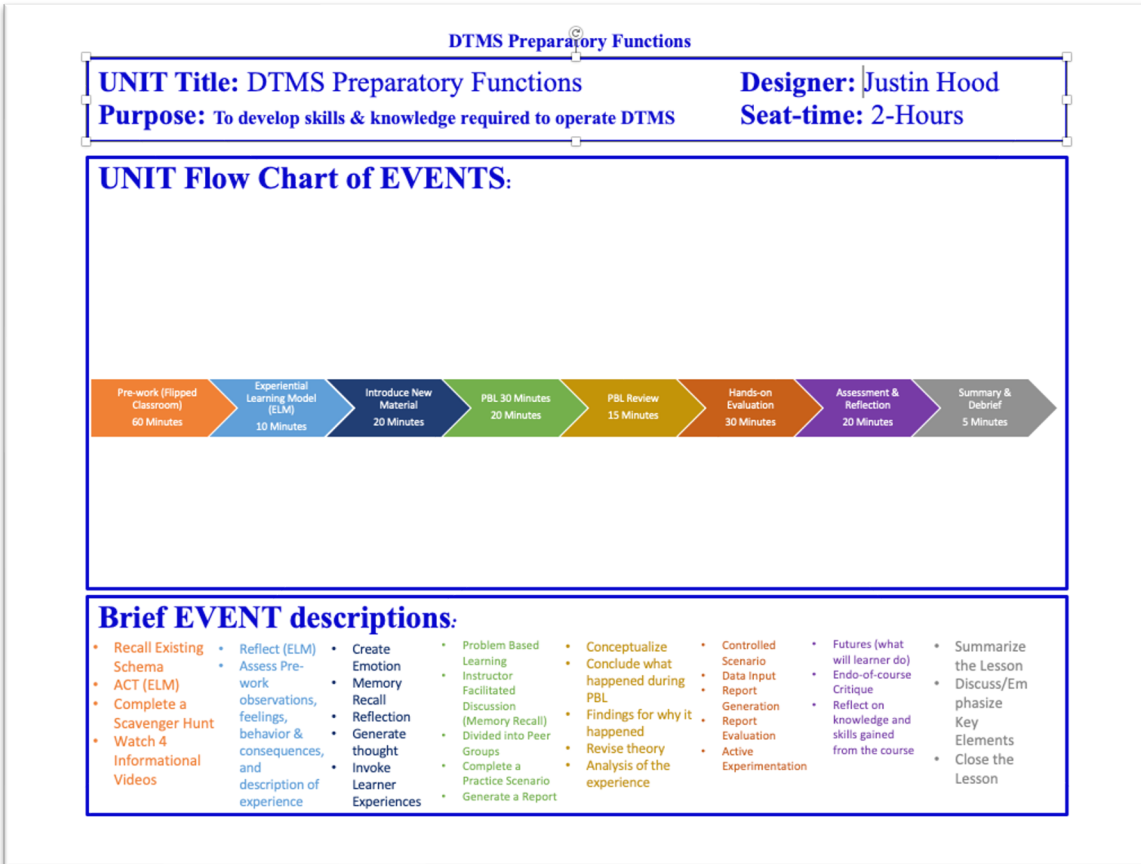 DTMS Preparatory Functions
UNIT Title: DTMS Preparatory Functions
Designer: Justin Hood
Purpose: To develop skills & knowledge required to operate DTMS
Seat-time: 2-Hours
UNIT Flow Chart of EVENTS:
Pre-work (Flipped
Classroom)
60 Minutes
Experiential
Learning Model
(ELM)
10 Minutes
Introduce New
Material
20 Minutes
PBL 30 Minutes
20 Minutes
PBL Review
15 Minutes
Hands-on
Evaluation
30 Minutes
Assessment &
Reflection
20 Minutes
Summary &
Debrief
5 Minutes
Brief EVENT descriptions:
• Recall Existing
Schema
• ACT (ELM)
• Complete a
Scavenger Hunt
• Watch 4
Informational
Videos
• Reflect (ELM)
• Assess Pre-
work
observations,
feelings,
behavior &
consequences,
and
description of
experience
• Create
Emotion
• Memory
Recall
• Reflection
• Generate
thought
• Invoke
Learner
Experiences
• Problem Based
Learning
• Instructor
Facilitated
Discussion
(Memory Recall)
• Divided into Peer
Groups
• Complete a
Practice Scenario
• Generate a Report
• Conceptualize
• Conclude what
happened during
PBL
• Findings for why it
happened
• Revise theory
• Analysis of the
experience
• Controlled
Scenario
• Data Input
• Report
Generation
• Report
Evaluation
• Active
Experimentation
• Futures (what
will learner do)
• Endo-of-course
Critique
• Reflect on
knowledge and
skills gained
from the course
• Summarize
the Lesson
• Discuss/Em
phasize
Key
Elements
• Close the
Lesson